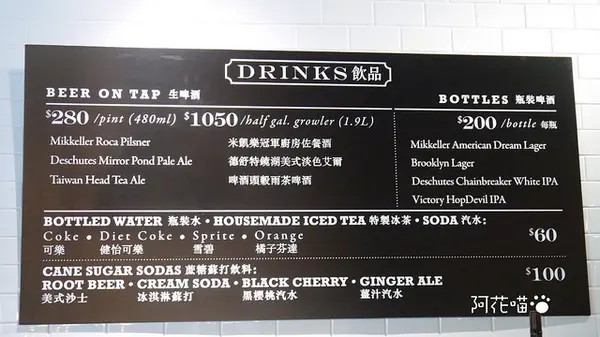 DRINKS 飲品
BEER ON TAP 生啤酒
$280 /pint (480ml) $1050 /half gal. growler (1.9L)
Mikkeller Roca Pilsner 米凱樂冠軍廚房佐餐酒
Deschutes Mirror Pond Pale Ale 德舒特鏡湖美式淡色艾爾
Taiwan Head Tea Ale 啤酒頭穀雨茶啤酒
BOTTLES 瓶裝啤酒
$200 /bottle 每瓶
Mikkeller American Dream Lager
Brooklyn Lager
Deschutes Chainbreaker White IPA
Victory HopDevil IPA
BOTTLED WATER 瓶裝水 • HOUSEMADE ICED TEA 特製冰茶 • SODA 汽水:
Coke • Diet Coke • Sprite • Orange
可樂 健怡可樂 雪碧 橘子芬達
$60
CANE SUGAR SODAS 蔗糖蘇打飲料:
ROOT BEER • CREAM SODA • BLACK CHERRY • GINGER ALE
美式沙士 冰淇淋蘇打 黑櫻桃汽水 薑汁汽水
$100
阿花喵